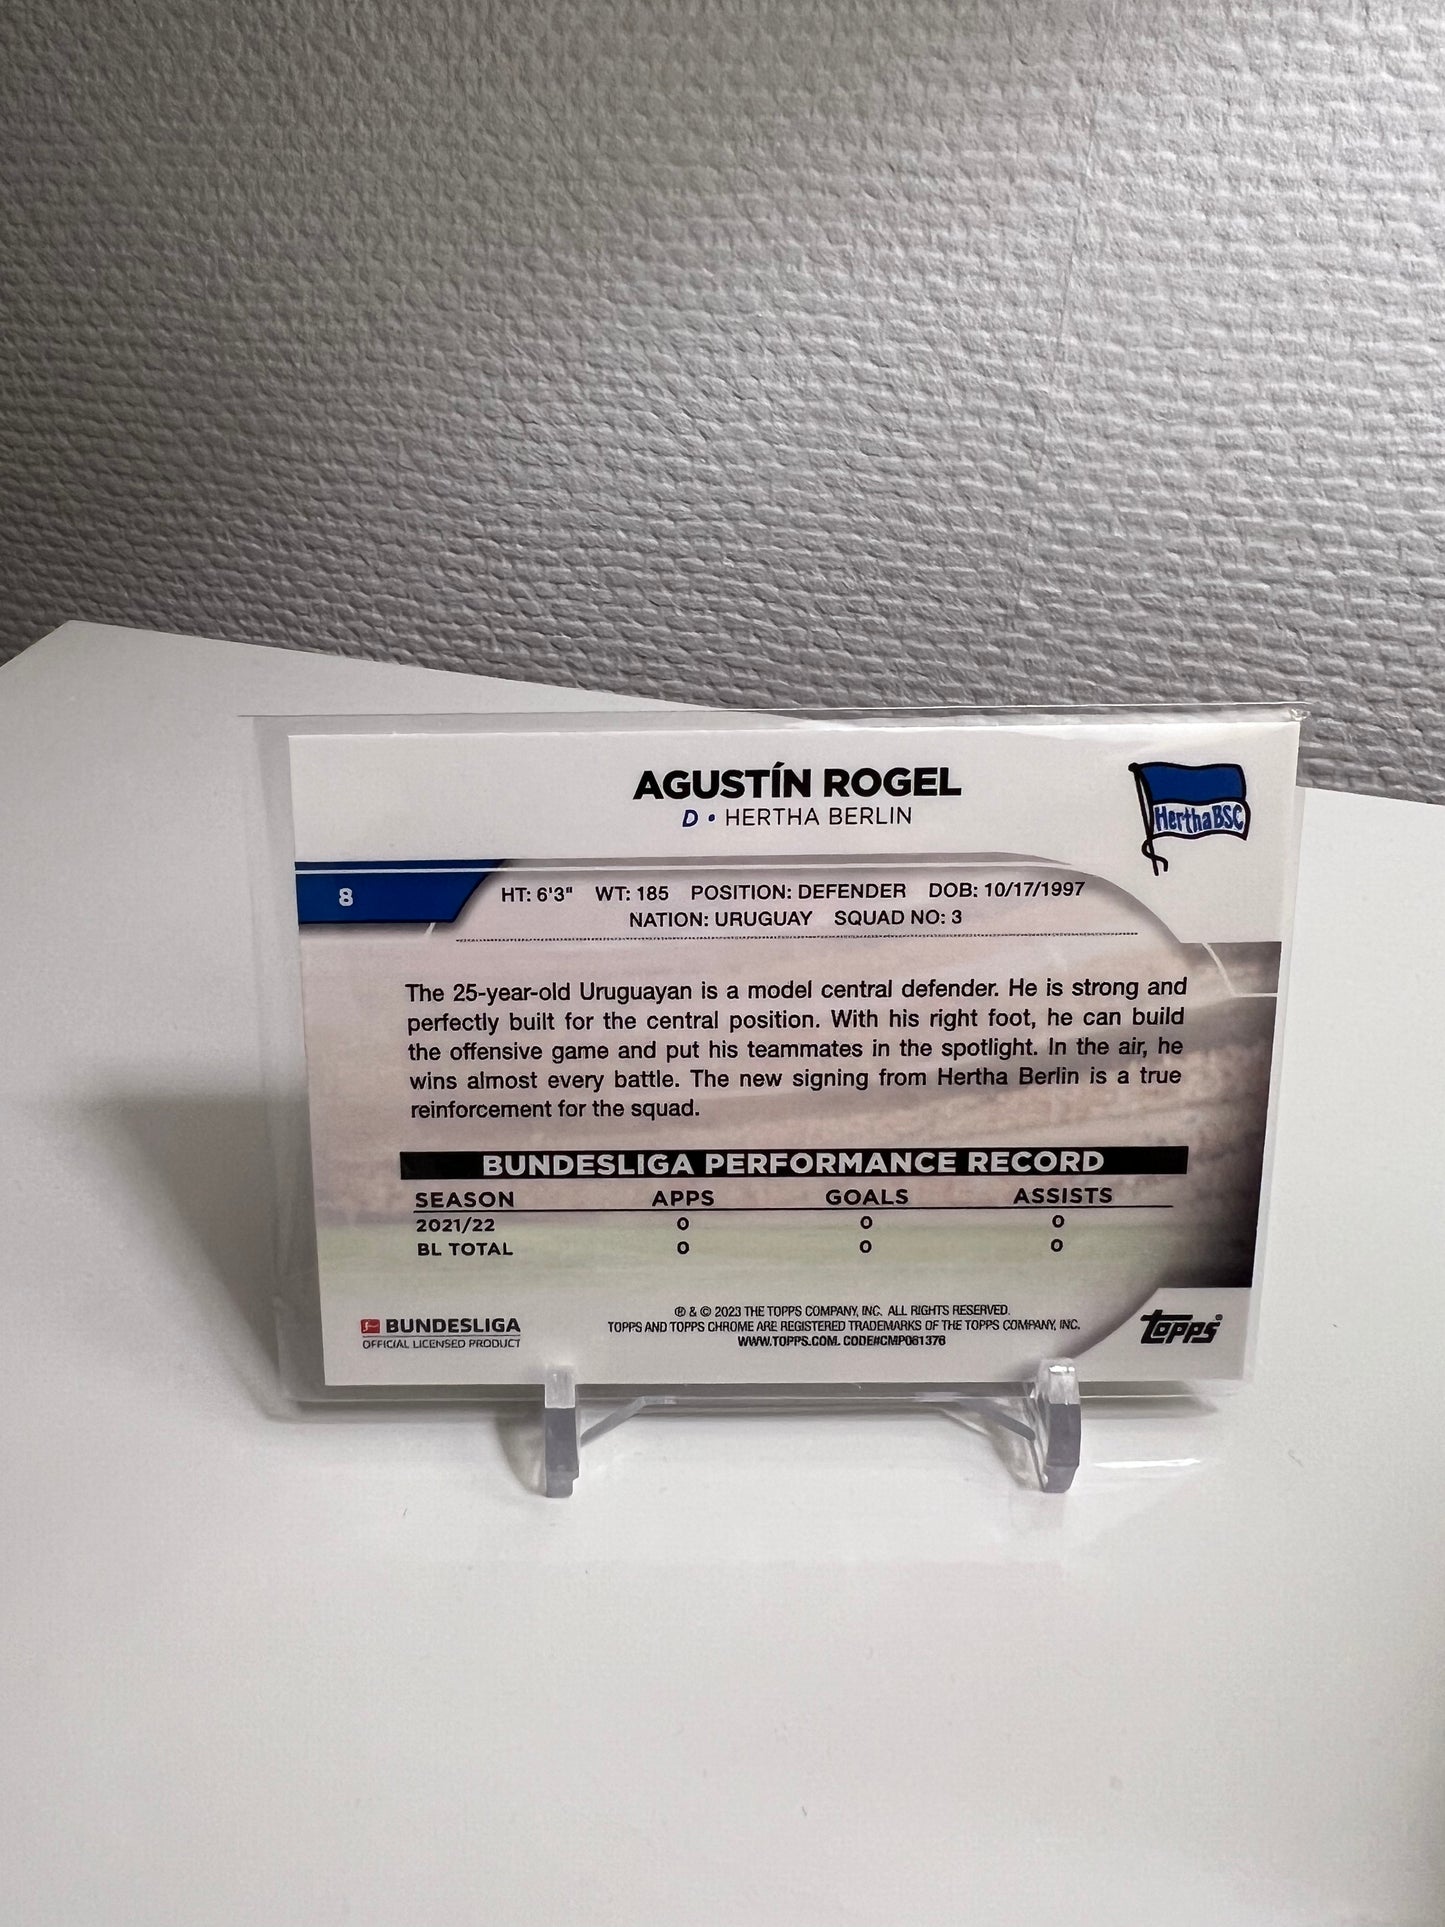 AGUSTÍN ROGEL
D • HERTHA BERLIN
HerthaBSC
8
HT: 6'3" WT: 185 POSITION: DEFENDER DOB: 10/17/1997
NATION: URUGUAY SQUAD NO: 3
The 25-year-old Uruguayan is a model central defender. He is strong and
perfectly built for the central position. With his right foot, he can build
the offensive game and put his teammates in the spotlight. In the air, he
wins almost every battle. The new signing from Hertha Berlin is a true
reinforcement for the squad.
BUNDESLIGA PERFORMANCE RECORD
SEASON APPS GOALS ASSISTS
2021/22 0 0 0
BL TOTAL 0 0 0
BUNDESLIGA
OFFICIAL LICENSED PRODUCT
® & © 2023 THE TOPPS COMPANY, INC. ALL RIGHTS RESERVED.
TOPPS AND TOPPS CHROME ARE REGISTERED TRADEMARKS OF THE TOPPS COMPANY, INC.
WWW.TOPPS.COM. CODE#CMP061376
topps®